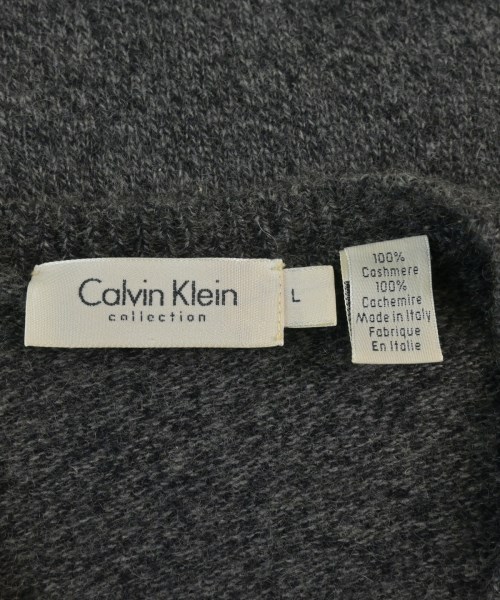 Calvin Klein
collection
L
100%
Cashmere
100%
Cachemire
Made in Italy
Fabrique
En Italie